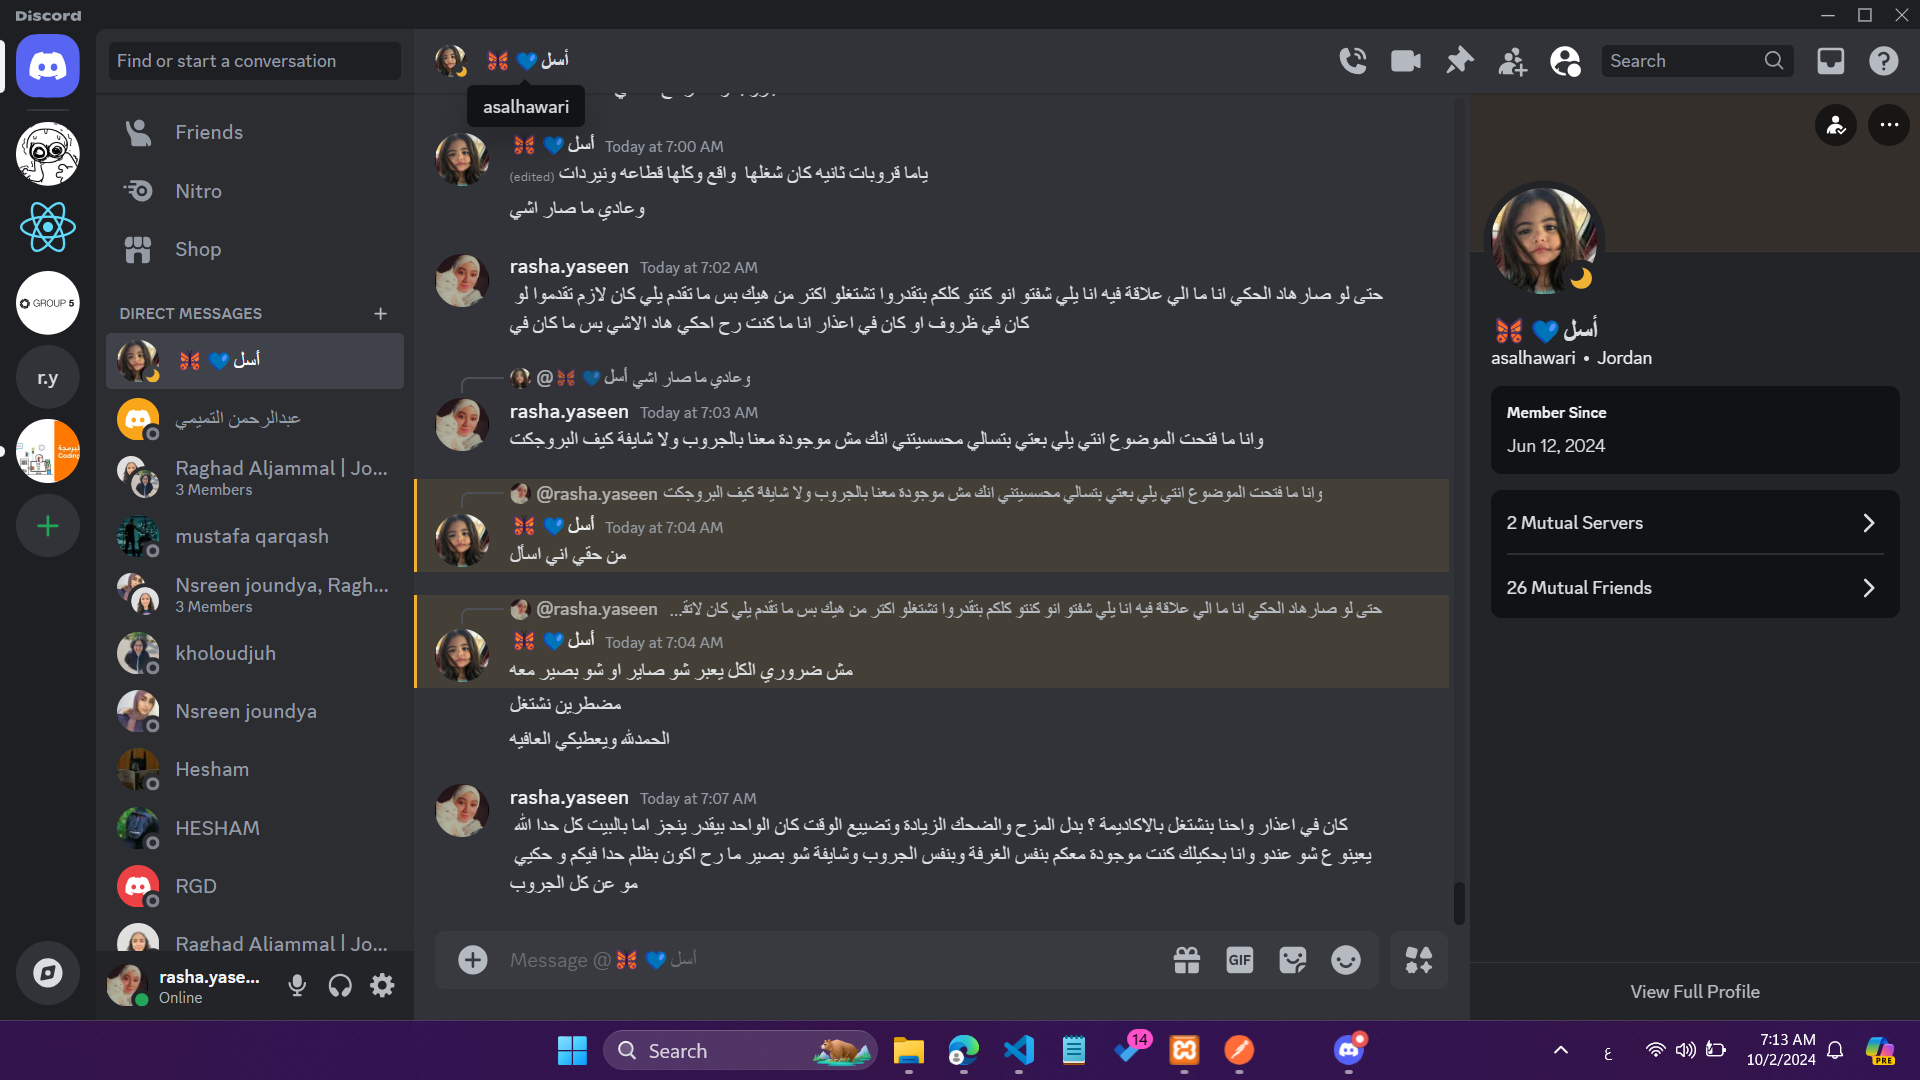 Discord
Find or start a conversation
Friends
Nitro
Shop
DIRECT MESSAGES
أسل 💙 🦋
عبدالرحمن التميمي
Raghad Aljammal | Jo...
3 Members
mustafa qarqash
Nsreen joundya, Ragh...
3 Members
kholoudjuh
Nsreen joundya
Hesham
HESHAM
RGD
Raghad Aljammal | Jo...
GROUP 5
r.y
rasha.yase...
Online
أسل 💙 🦋
asalhawari
Search
أسل 💙 🦋 Today at 7:00 AM
ياما قروبات ثانيه كان شغلها واقع وكلها قطاعه ونيردات (edited)
وعادي ما صار اشي
rasha.yaseen Today at 7:02 AM
حتى لو صار هاد الحكي انا ما الي علاقة فيه انا يلي شفتو انو كنتو كلكم بتقدروا تشتغلو اكتر من هيك بس ما تقدم يلي كان لازم تقدموا لو
كان في ظروف او كان في اعذار انا ما كنت رح احكي هاد الاشي بس ما كان في
@أسل 💙 🦋 وعادي ما صار اشي
rasha.yaseen Today at 7:03 AM
وانا ما فتحت الموضوع انتي يلي بعتي بتسالي محسسيتني انك مش موجودة معنا بالجروب ولا شايفة كيف البروجكت
@rasha.yaseen وانا ما فتحت الموضوع انتي يلي بعتي بتسالي محسسيتني انك مش موجودة معنا بالجروب ولا شايفة كيف البروجكت
أسل 💙 🦋 Today at 7:04 AM
من حقي اني اسأل
@rasha.yaseen حتى لو صار هاد الحكي انا ما الي علاقة فيه انا يلي شفتو انو كنتو كلكم بتقدروا تشتغلو اكتر من هيك بس ما تقدم يلي كان لاتق...
أسل 💙 🦋 Today at 7:04 AM
مش ضروري الكل يعبر شو صاير او شو بصير معه
مضطرين نشتغل
الحمدلله ويعطيكي العافيه
rasha.yaseen Today at 7:07 AM
كان في اعذار واحنا بنشتغل بالاكاديمة ؟ بدل المزح والضحك الزيادة وتضييع الوقت كان الواحد بيقدر ينجز اما بالبيت كل حدا الله
يعينو ع شو عندو وانا بحكيلك كنت موجودة معكم بنفس الغرفة وبنفس الجروب وشايفة شو بصير ما رح اكون بظلم حدا فيكم و حكيي
مو عن كل الجروب
Message @أسل 💙 🦋
GIF
أسل 💙 🦋
asalhawari • Jordan
Member Since
Jun 12, 2024
2 Mutual Servers
26 Mutual Friends
View Full Profile
Search
14
ع
7:13 AM
10/2/2024
PRE